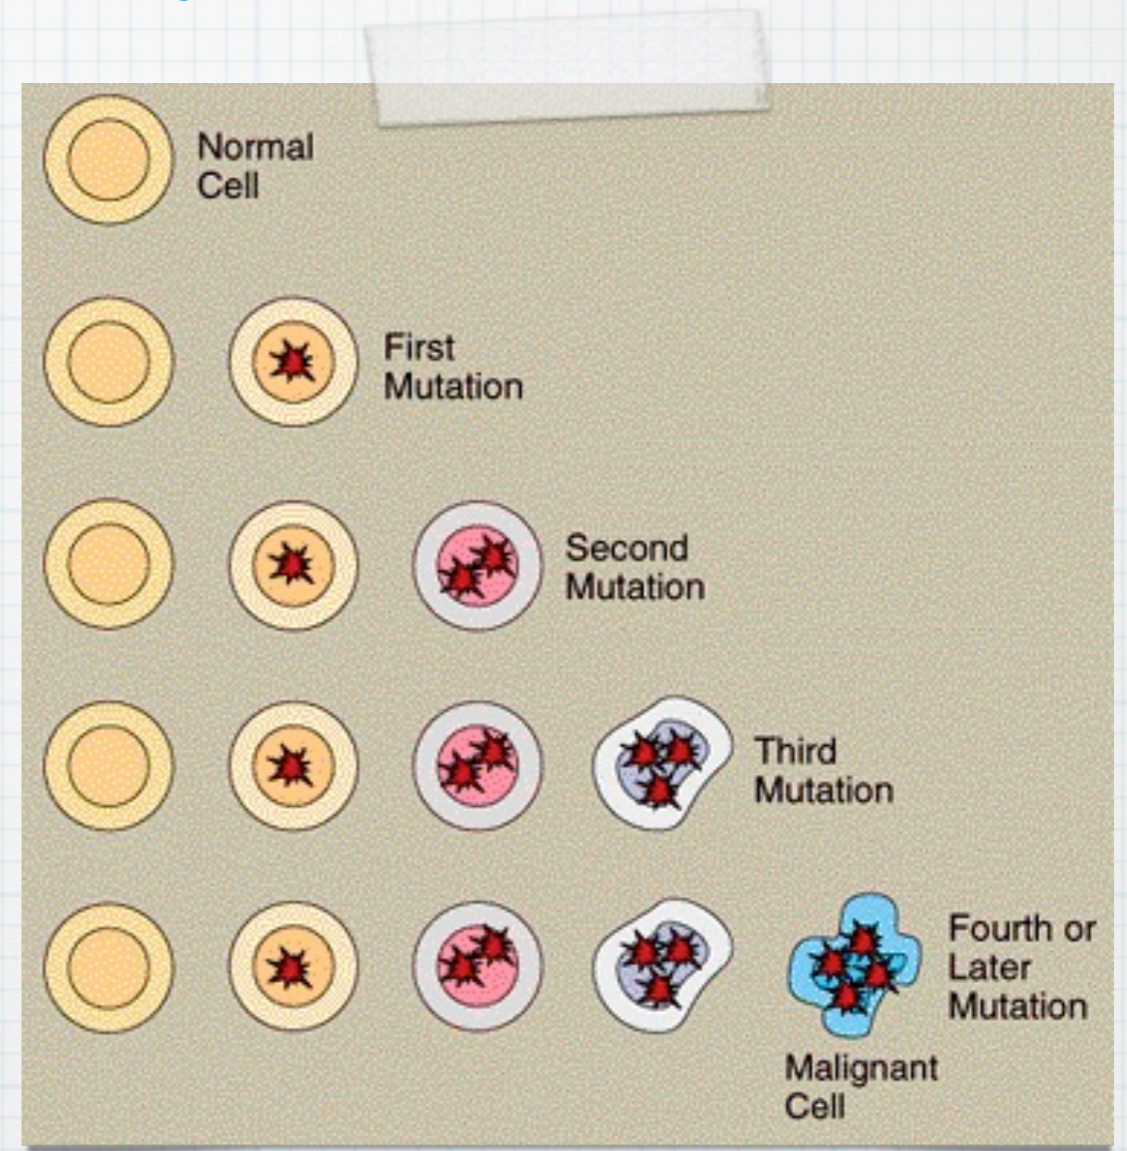 Normal
Cell
First
Mutation
Second
Mutation
Third
Mutation
Fourth or
Later
Mutation
Malignant
Cell